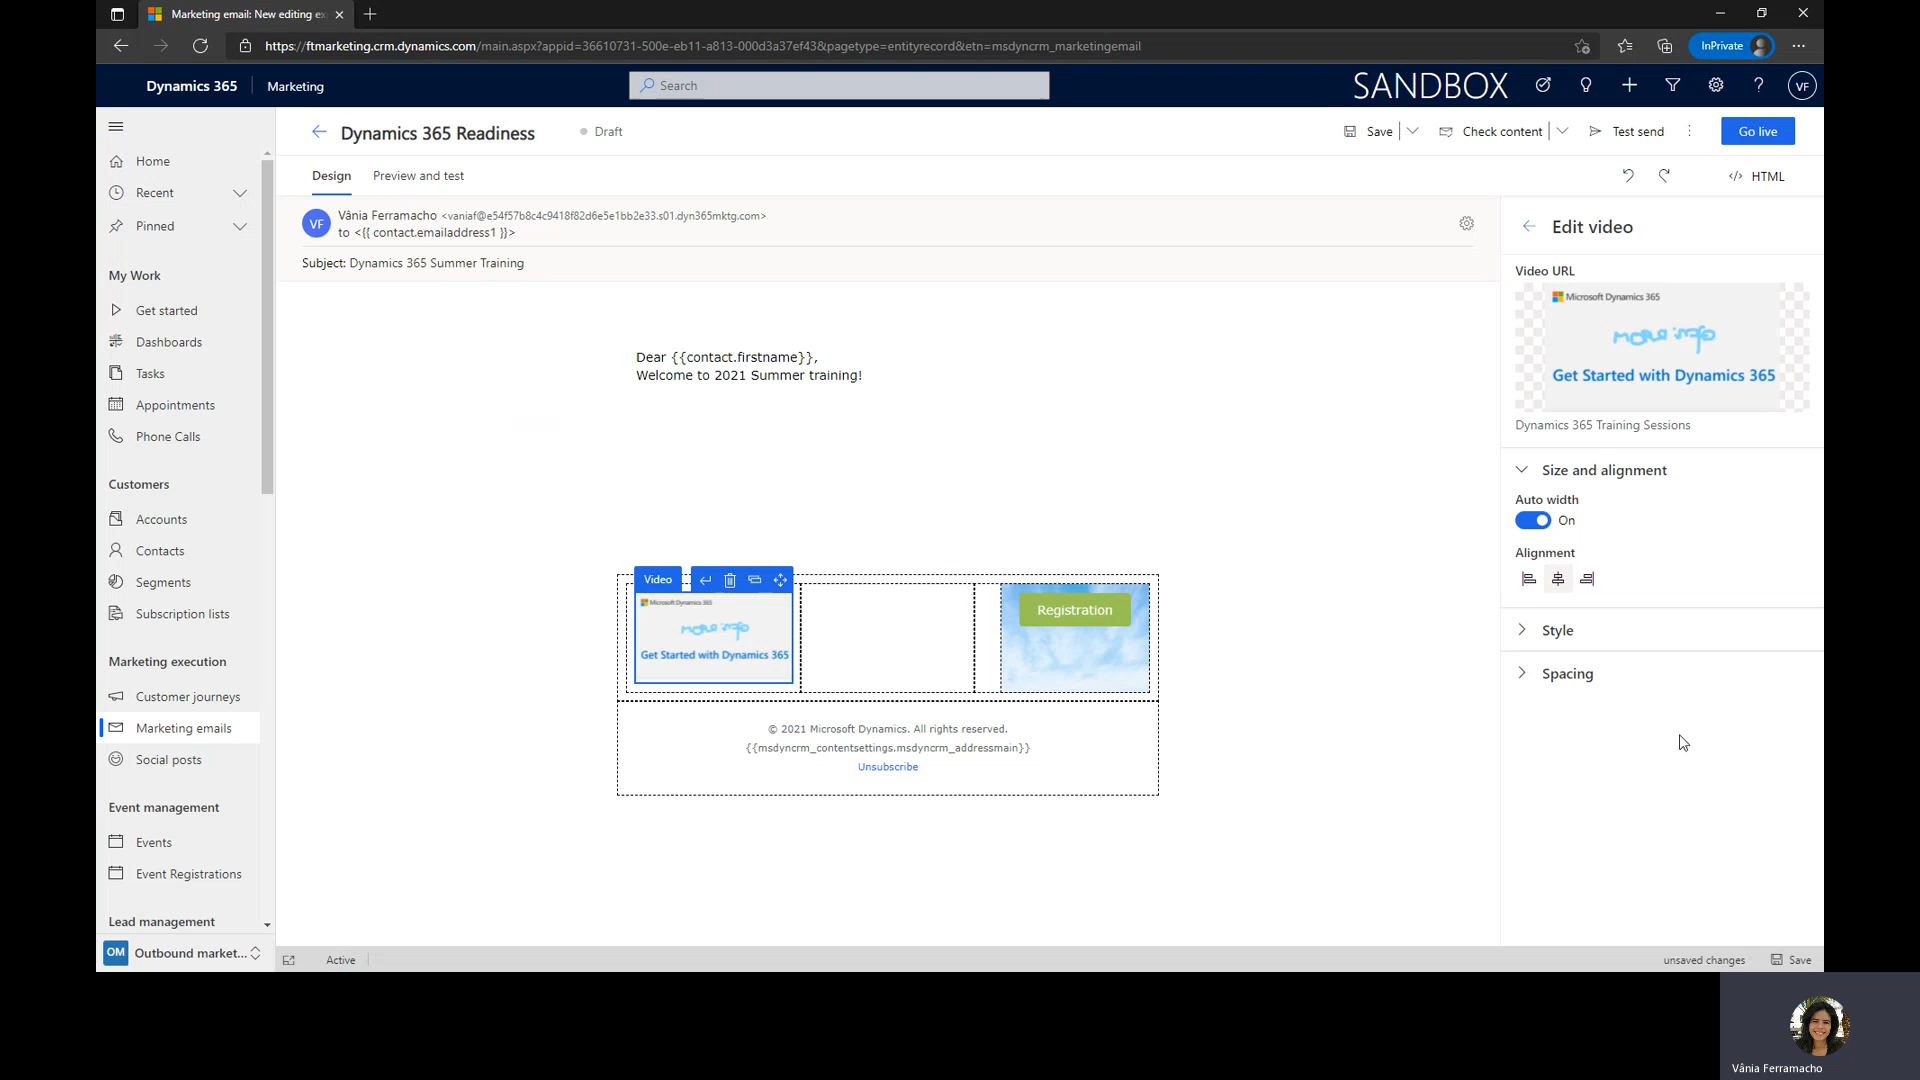 Marketing email: New editing ex
https://ftmarketing.crm.dynamics.com/main.aspx?appid=36610731-500e-eb11-a813-000d3a37ef43&pagetype=entityrecord&etn=msdyncrm_marketingemail
InPrivate
Dynamics 365
Marketing
Search
SANDBOX
VF
Dynamics 365 Readiness
Draft
Save
Check content
Test send
Go live
Design
Preview and test
</> HTML
Home
Recent
Pinned
My Work
Get started
Dashboards
Tasks
Appointments
Phone Calls
Customers
Accounts
Contacts
Segments
Subscription lists
Marketing execution
Customer journeys
Marketing emails
Social posts
Event management
Events
Event Registrations
Lead management
OM Outbound market...
VF
Vânia Ferramacho <vaniaf@e54f57b8c4c9418f82d6e5e1bb2e33.s01.dyn365mktg.com>
to <{{ contact.emailaddress1 }}>
Subject: Dynamics 365 Summer Training
Dear {{contact.firstname}},
Welcome to 2021 Summer training!
Video
Microsoft Dynamics 365
more info
Get Started with Dynamics 365
Registration
© 2021 Microsoft Dynamics. All rights reserved.
{{msdyncrm_contentsettings.msdyncrm_addressmain}}
Unsubscribe
Edit video
Video URL
Microsoft Dynamics 365
more info
Get Started with Dynamics 365
Dynamics 365 Training Sessions
Size and alignment
Auto width
On
Alignment
Style
Spacing
Active
unsaved changes
Save
Vânia Ferramacho